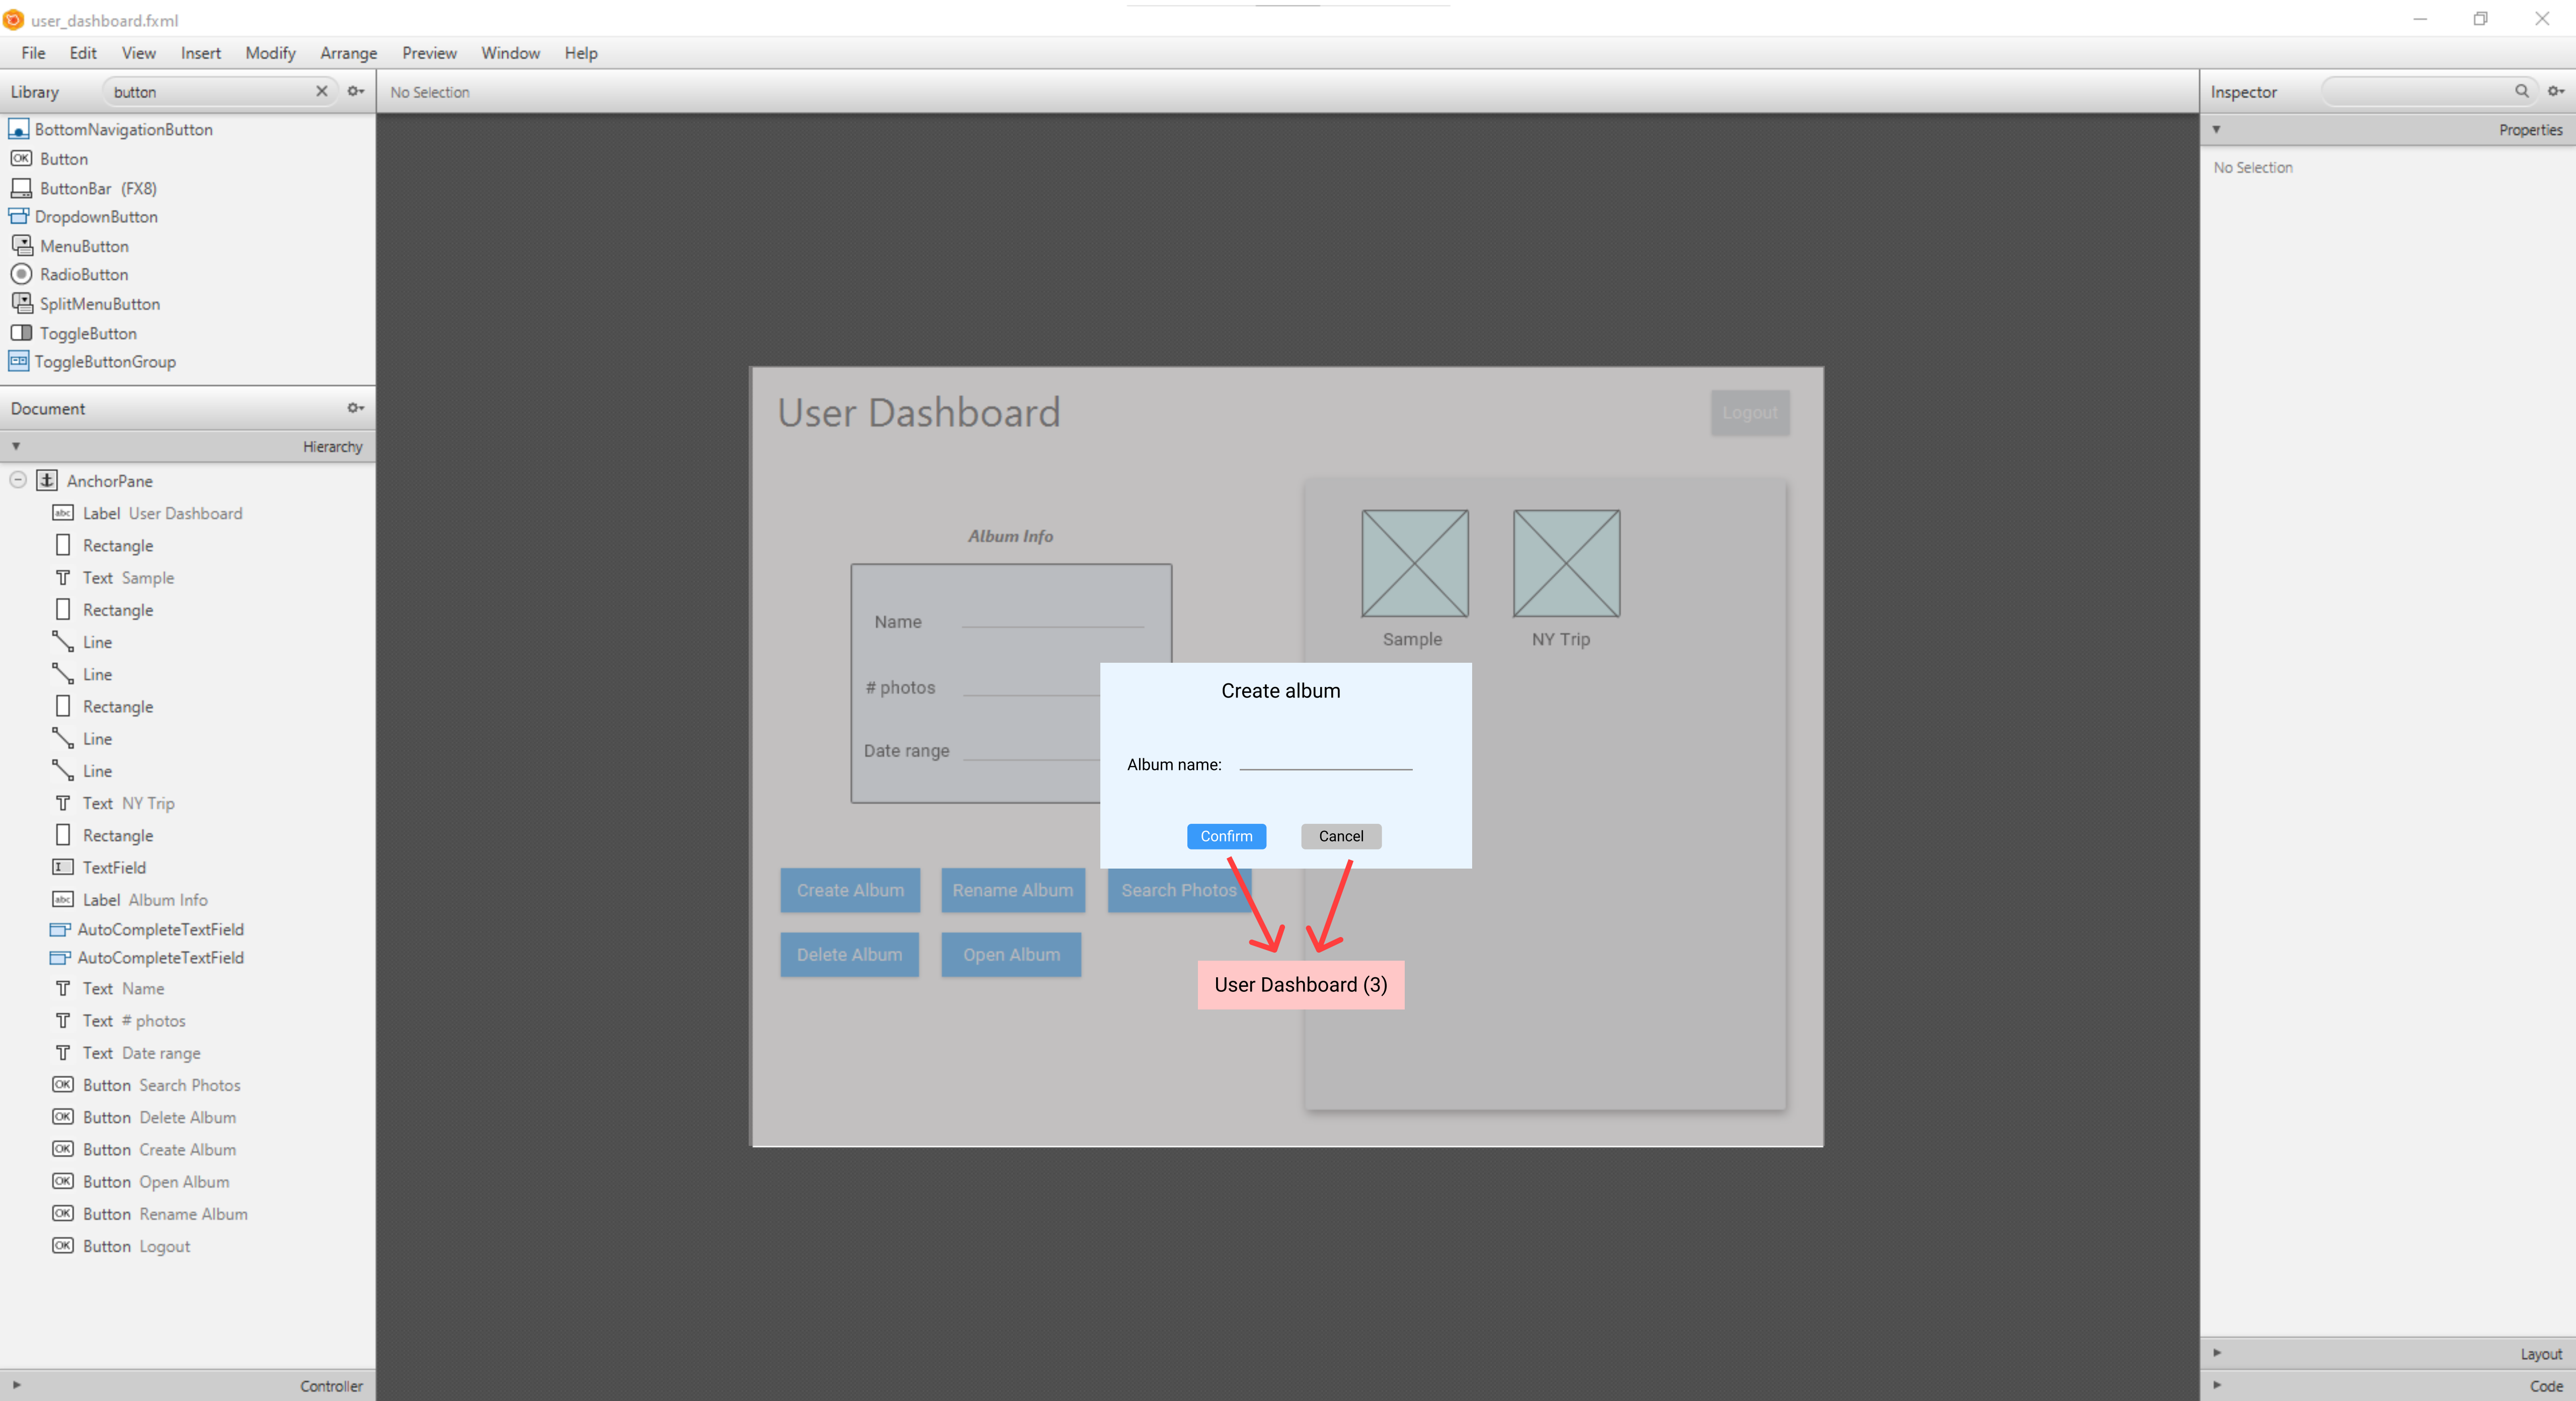 user_dashboard.fxml
File Edit View Insert Modify Arrange Preview Window Help
Library button
No Selection
Inspector
BottomNavigationButton
Button
ButtonBar (FX8)
DropdownButton
MenuButton
RadioButton
SplitMenuButton
ToggleButton
ToggleButtonGroup
Document
Hierarchy
AnchorPane
Label User Dashboard
Rectangle
Text Sample
Rectangle
Line
Line
Rectangle
Line
Line
Text NY Trip
Rectangle
TextField
Label Album Info
AutoCompleteTextField
AutoCompleteTextField
Text Name
Text # photos
Text Date range
Button Search Photos
Button Delete Album
Button Create Album
Button Open Album
Button Rename Album
Button Logout
Controller
User Dashboard
Logout
Album Info
Name
# photos
Date range
Sample
NY Trip
Create album
Album name:
Confirm Cancel
Create Album Rename Album Search Photos
Delete Album Open Album
User Dashboard (3)
Properties
No Selection
Layout
Code